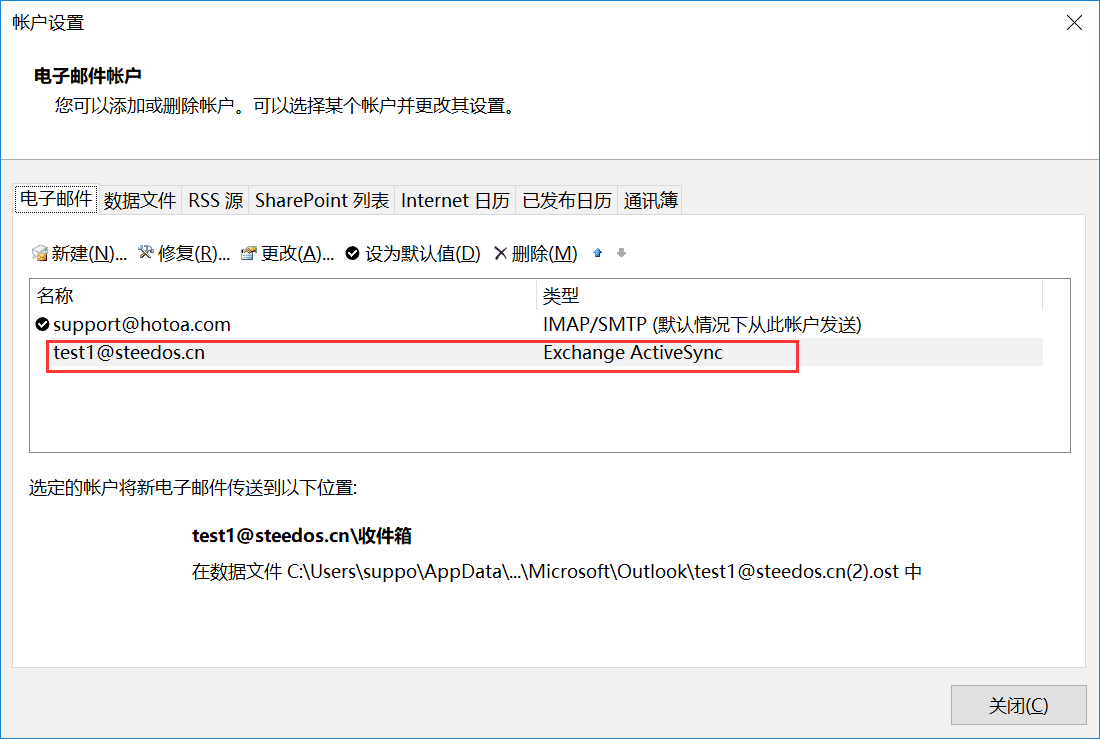 帐户设置
电子邮件帐户
您可以添加或删除帐户。可以选择某个帐户并更改其设置。
电子邮件 数据文件 RSS 源 SharePoint 列表 Internet 日历 已发布日历 通讯簿
新建(N)... 修复(R)... 更改(A)... 设为默认值(D) 删除(M)
名称 类型
support@hotoa.com IMAP/SMTP (默认情况下从此帐户发送)
test1@steedos.cn Exchange ActiveSync
选定的帐户将新电子邮件传送到以下位置:
test1@steedos.cn\收件箱
在数据文件 C:\Users\suppo\AppData\...\Microsoft\Outlook\test1@steedos.cn(2).ost 中
关闭(C)